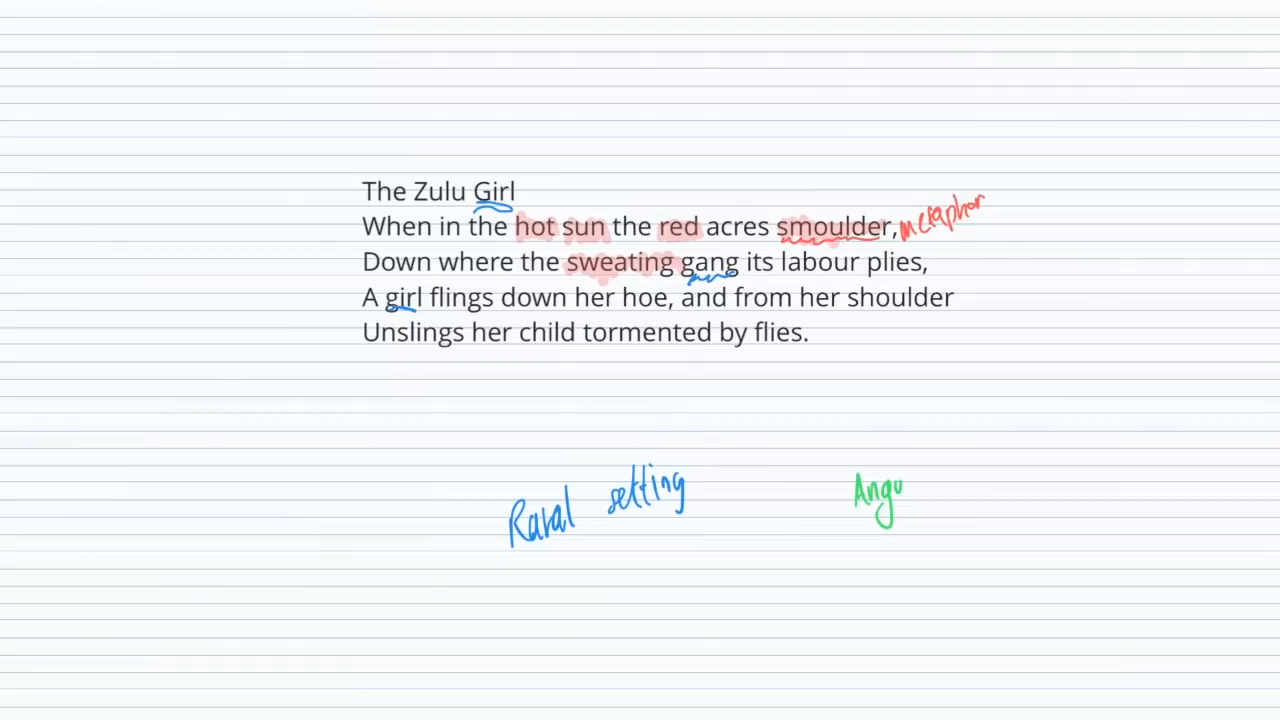 The Zulu Girl
When in the hot sun the red acres smoulder, metaphor
Down where the sweating gang its labour plies,
A girl flings down her hoe, and from her shoulder
Unslings her child tormented by flies.
Rural setting
Angu